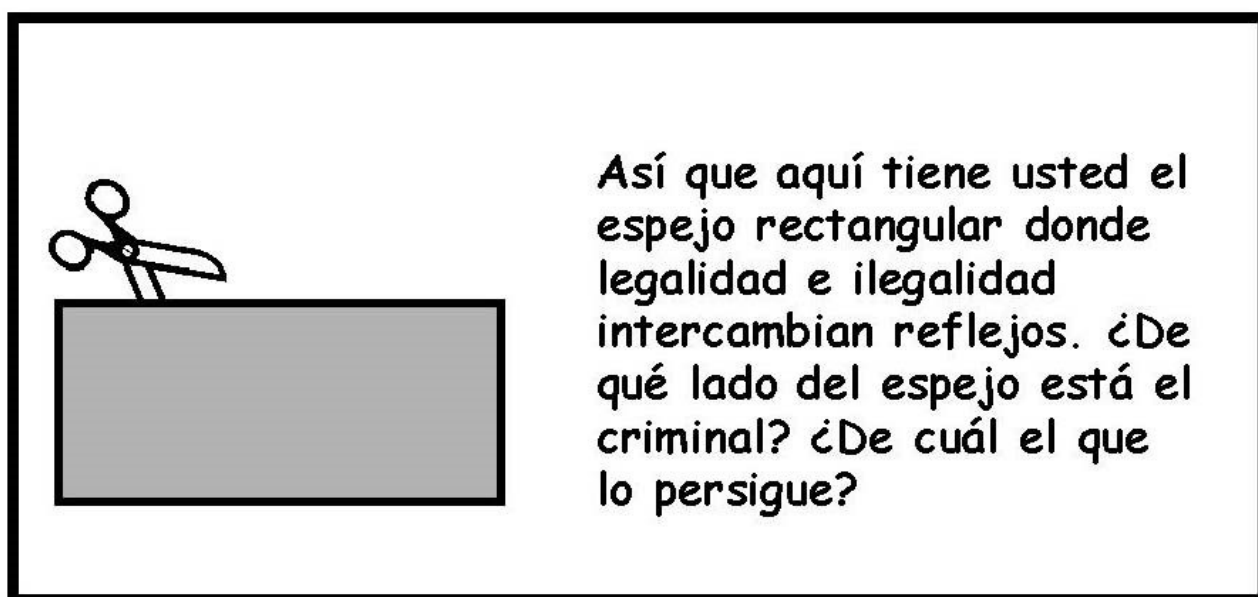 Así que aquí tiene usted el
espejo rectangular donde
legalidad e ilegalidad
intercambian reflejos. ¿De
qué lado del espejo está el
criminal? ¿De cuál el que
lo persigue?